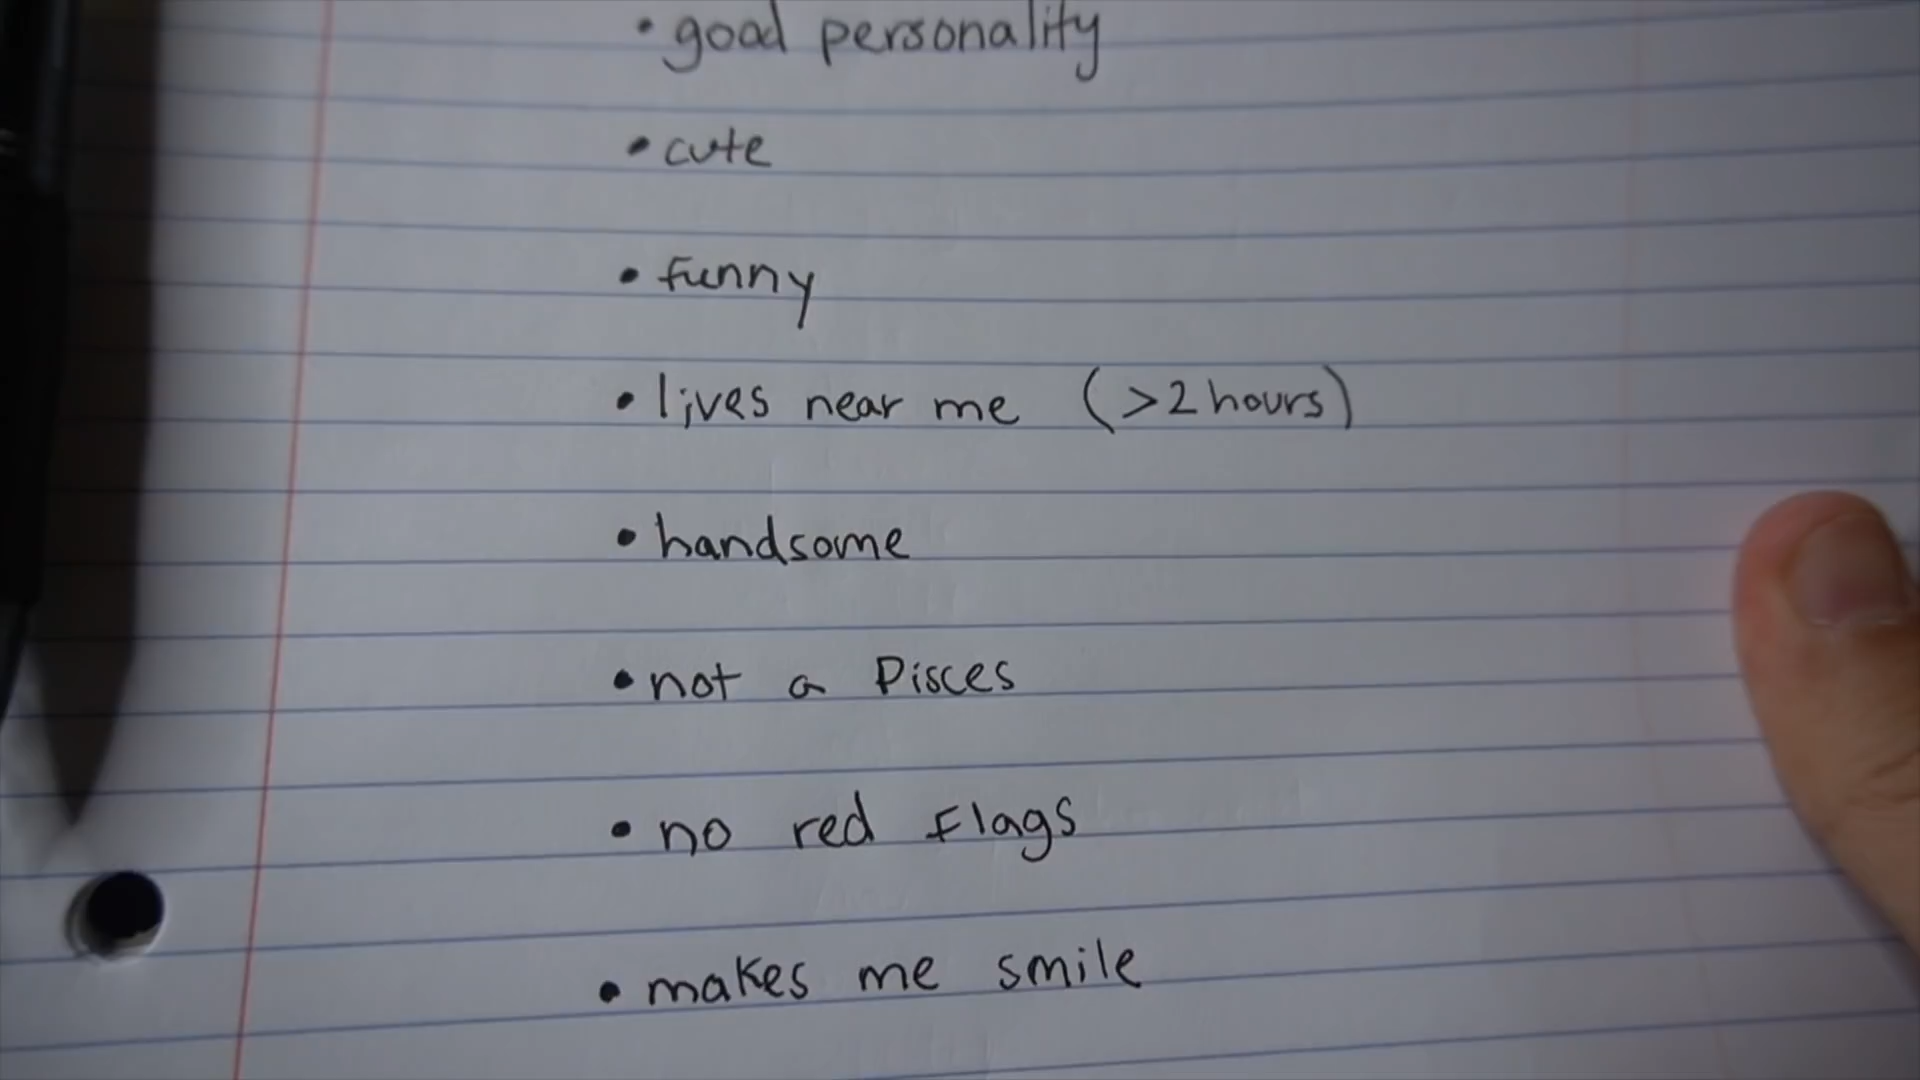 • good personality
• cute
• funny
• lives near me (>2 hours)
• handsome
• not a Pisces
• no red flags
• makes me smile